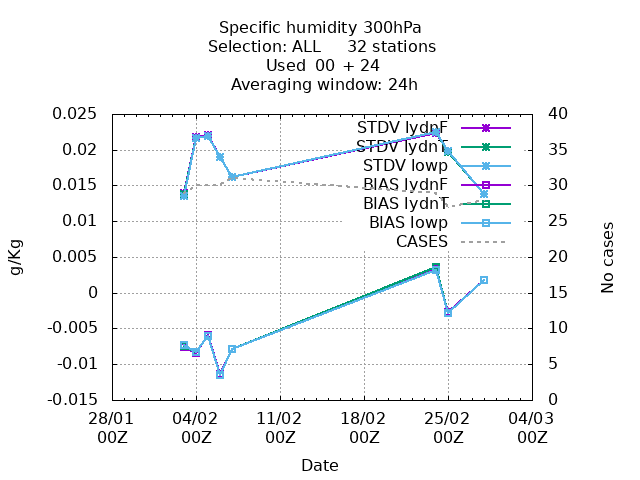 Specific humidity 300hPa
Selection: ALL 32 stations
Used 00 + 24
Averaging window: 24h
0.025
0.02
0.015
0.01
0.005
0
-0.005
-0.01
-0.015
g/Kg
40
35
30
25
20
15
10
5
0
No cases
STDV lydnF
STDV lydnT
STDV lowp
BIAS lydnF
BIAS lydnT
BIAS lowp
CASES
28/01 04/02 11/02 18/02 25/02 04/03
00Z 00Z 00Z 00Z 00Z 00Z
Date